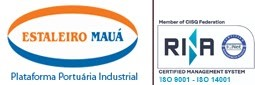 ESTALEIRO MAUÁ
Plataforma Portuária Industrial
Member of CISQ Federation
RINA
CERTIFIED MANAGEMENT SYSTEM
ISO 9001 - ISO 14001